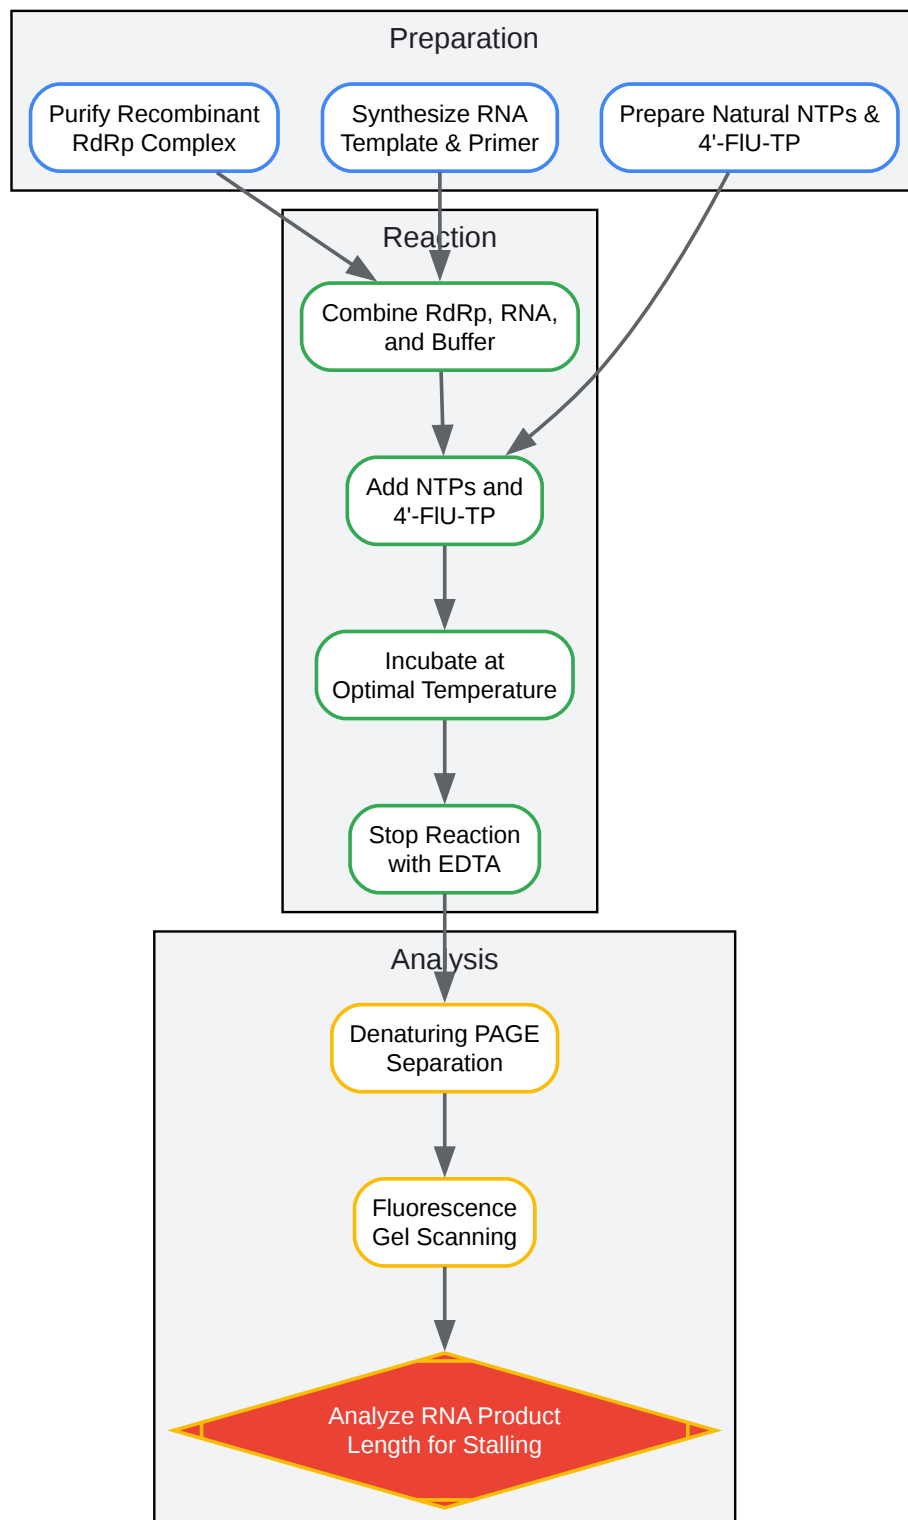 Preparation
Purify Recombinant
RdRp Complex
Synthesize RNA
Template & Primer
Prepare Natural NTPs &
4'-FlU-TP
Reaction
Combine RdRp, RNA,
and Buffer
Add NTPs and
4'-FlU-TP
Incubate at
Optimal Temperature
Stop Reaction
with EDTA
Analysis
Denaturing PAGE
Separation
Fluorescence
Gel Scanning
Analyze RNA Product
Length for Stalling